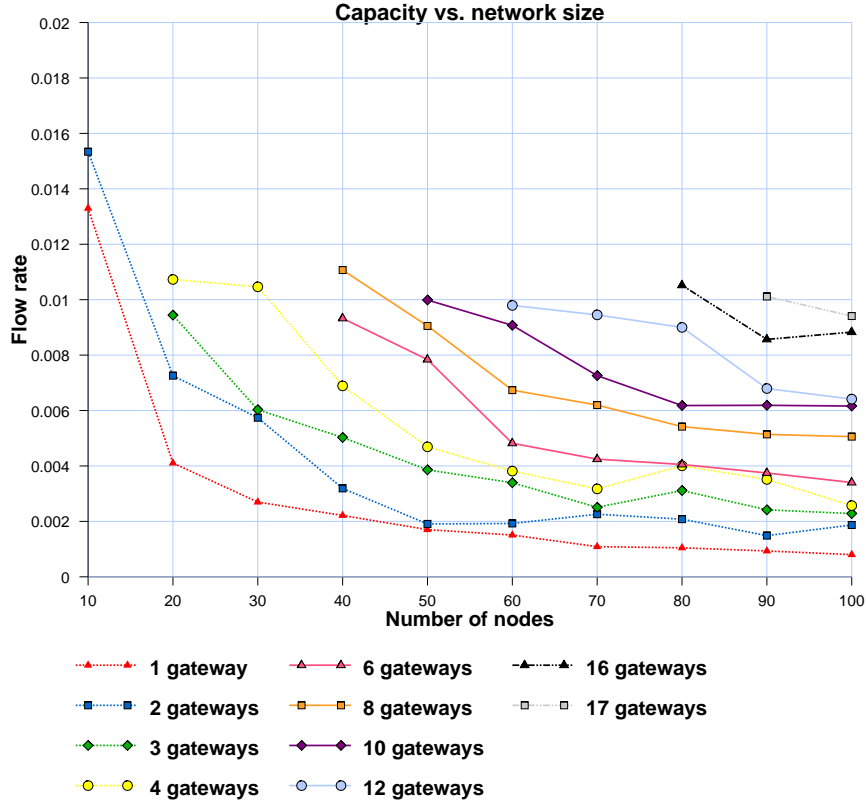 Capacity vs. network size
0.02
0.018
0.016
0.014
0.012
0.01
0.008
0.006
0.004
0.002
0
Flow rate
10 20 30 40 50 60 70 80 90 100
Number of nodes
1 gateway 6 gateways 16 gateways
2 gateways 8 gateways 17 gateways
3 gateways 10 gateways
4 gateways 12 gateways